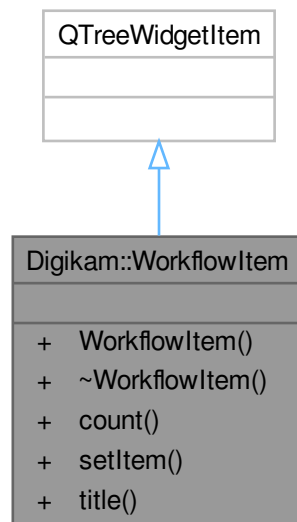 QTreeWidgetItem
Digikam::WorkflowItem
+ WorkflowItem()
+ ~WorkflowItem()
+ count()
+ setItem()
+ title()